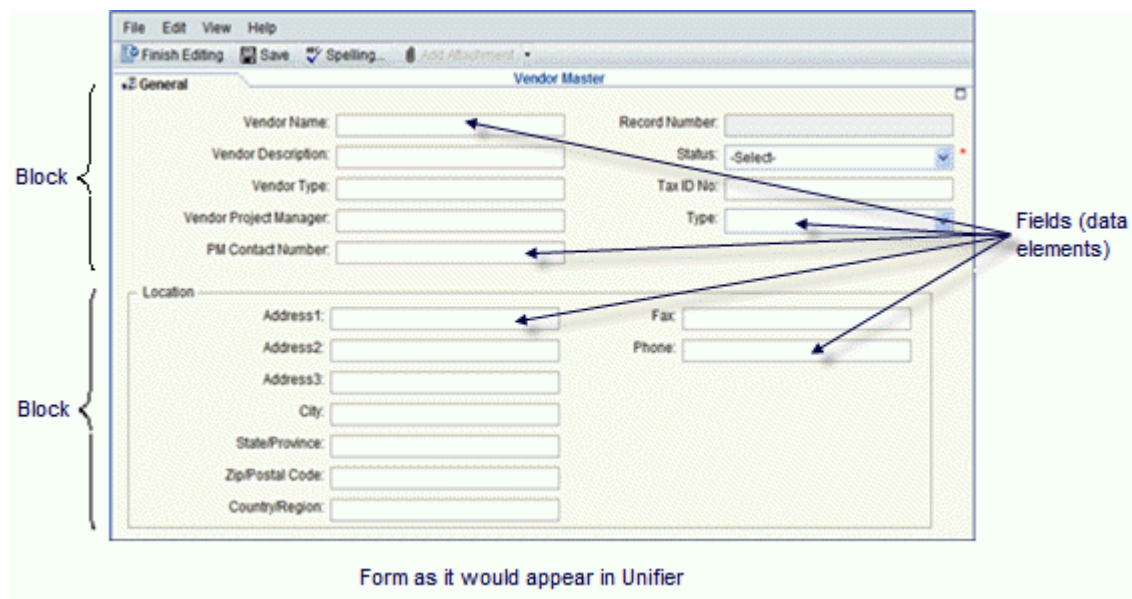 File Edit View Help
Finish Editing Save Spelling... Add Attachment
General
Vendor Master
Vendor Name:
Record Number:
Vendor Description:
Status: -Select- *
Block
Vendor Type:
Tax ID No:
Vendor Project Manager:
Type:
Fields (data
elements)
PM Contact Number:
Location
Address1:
Fax:
Address2:
Phone:
Address3:
Block
City:
State/Province:
Zip/Postal Code:
Country/Region:
Form as it would appear in Unifier